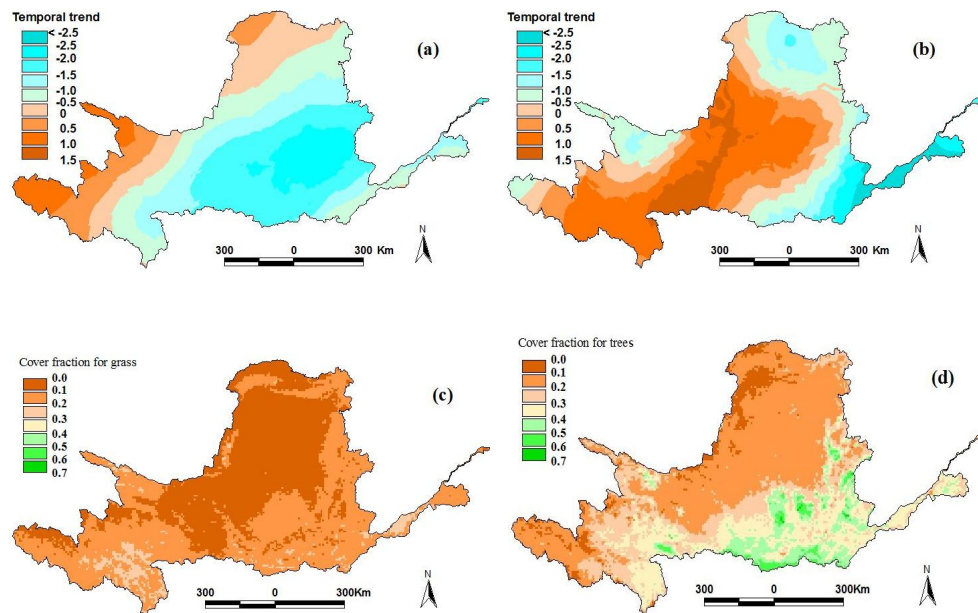 Temporal trend
< -2.5
-2.5
-2.0
-1.5
-1.0
-0.5
0
0.5
1.0
1.5
(a)
N
300 0 300 Km
Temporal trend
< -2.5
-2.5
-2.0
-1.5
-1.0
-0.5
0
0.5
1.0
1.5
(b)
N
300 0 300 Km
Cover fraction for grass
0.0
0.1
0.2
0.3
0.4
0.5
0.6
0.7
(c)
N
300 0 300Km
Cover fraction for trees
0.0
0.1
0.2
0.3
0.4
0.5
0.6
0.7
(d)
N
300 0 300Km